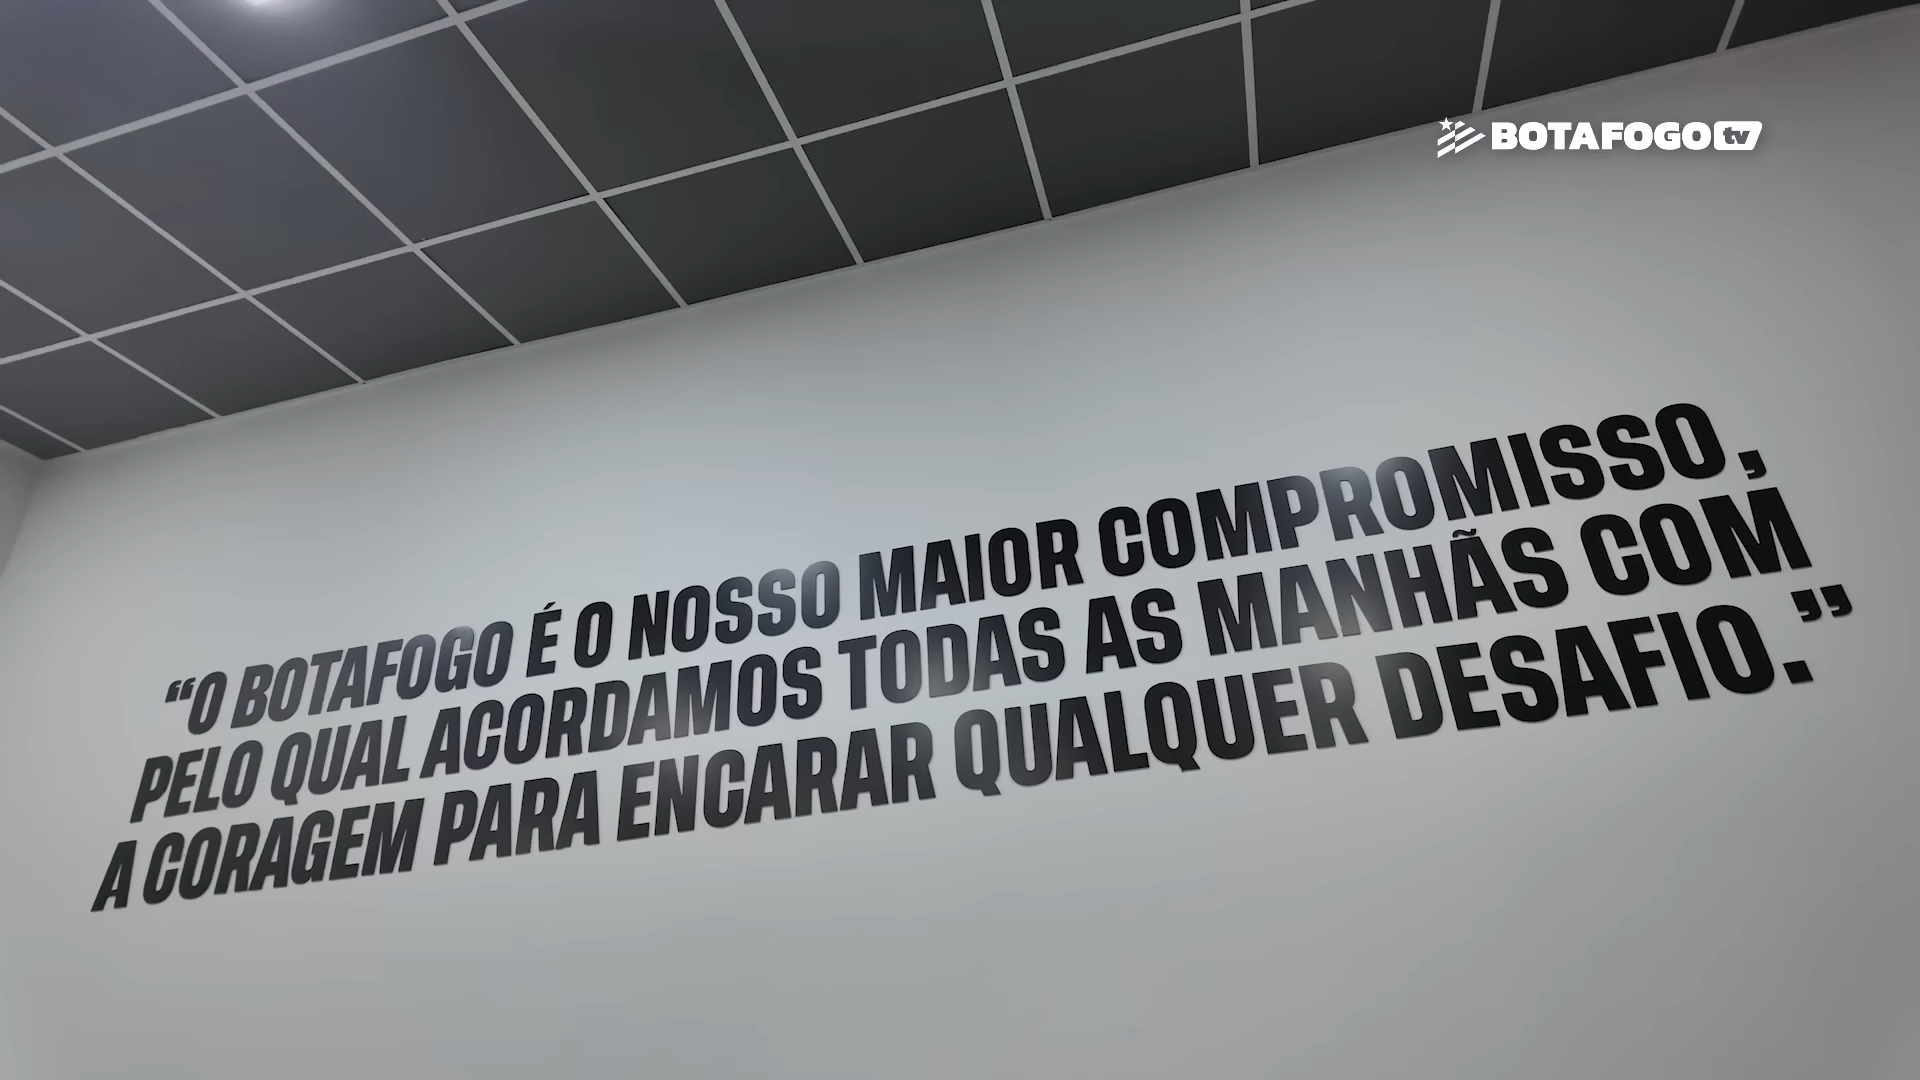 BOTAFOGO tv
“O BOTAFOGO É O NOSSO MAIOR COMPROMISSO,
PELO QUAL ACORDAMOS TODAS AS MANHÃS COM
A CORAGEM PARA ENCARAR QUALQUER DESAFIO.”